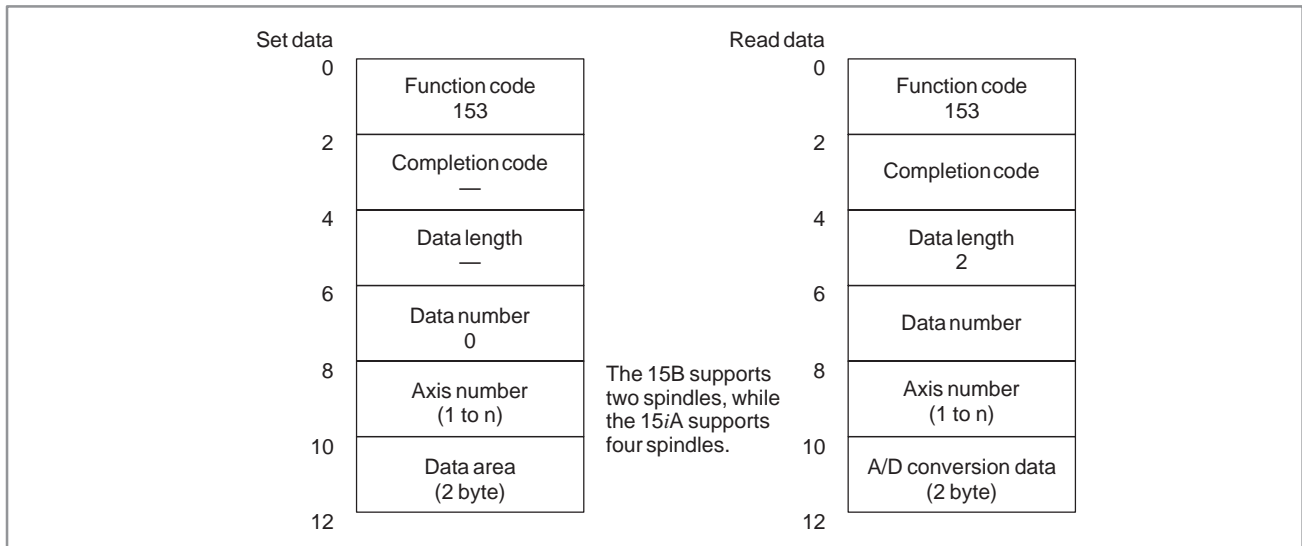 Set data
0
Function code
153
2
Completion code
—
4
Data length
—
6
Data number
0
8
Axis number
(1 to n)
10
Data area
(2 byte)
12
The 15B supports
two spindles, while
the 15iA supports
four spindles.
Read data
0
Function code
153
2
Completion code
4
Data length
2
6
Data number
8
Axis number
(1 to n)
10
A/D conversion data
(2 byte)
12